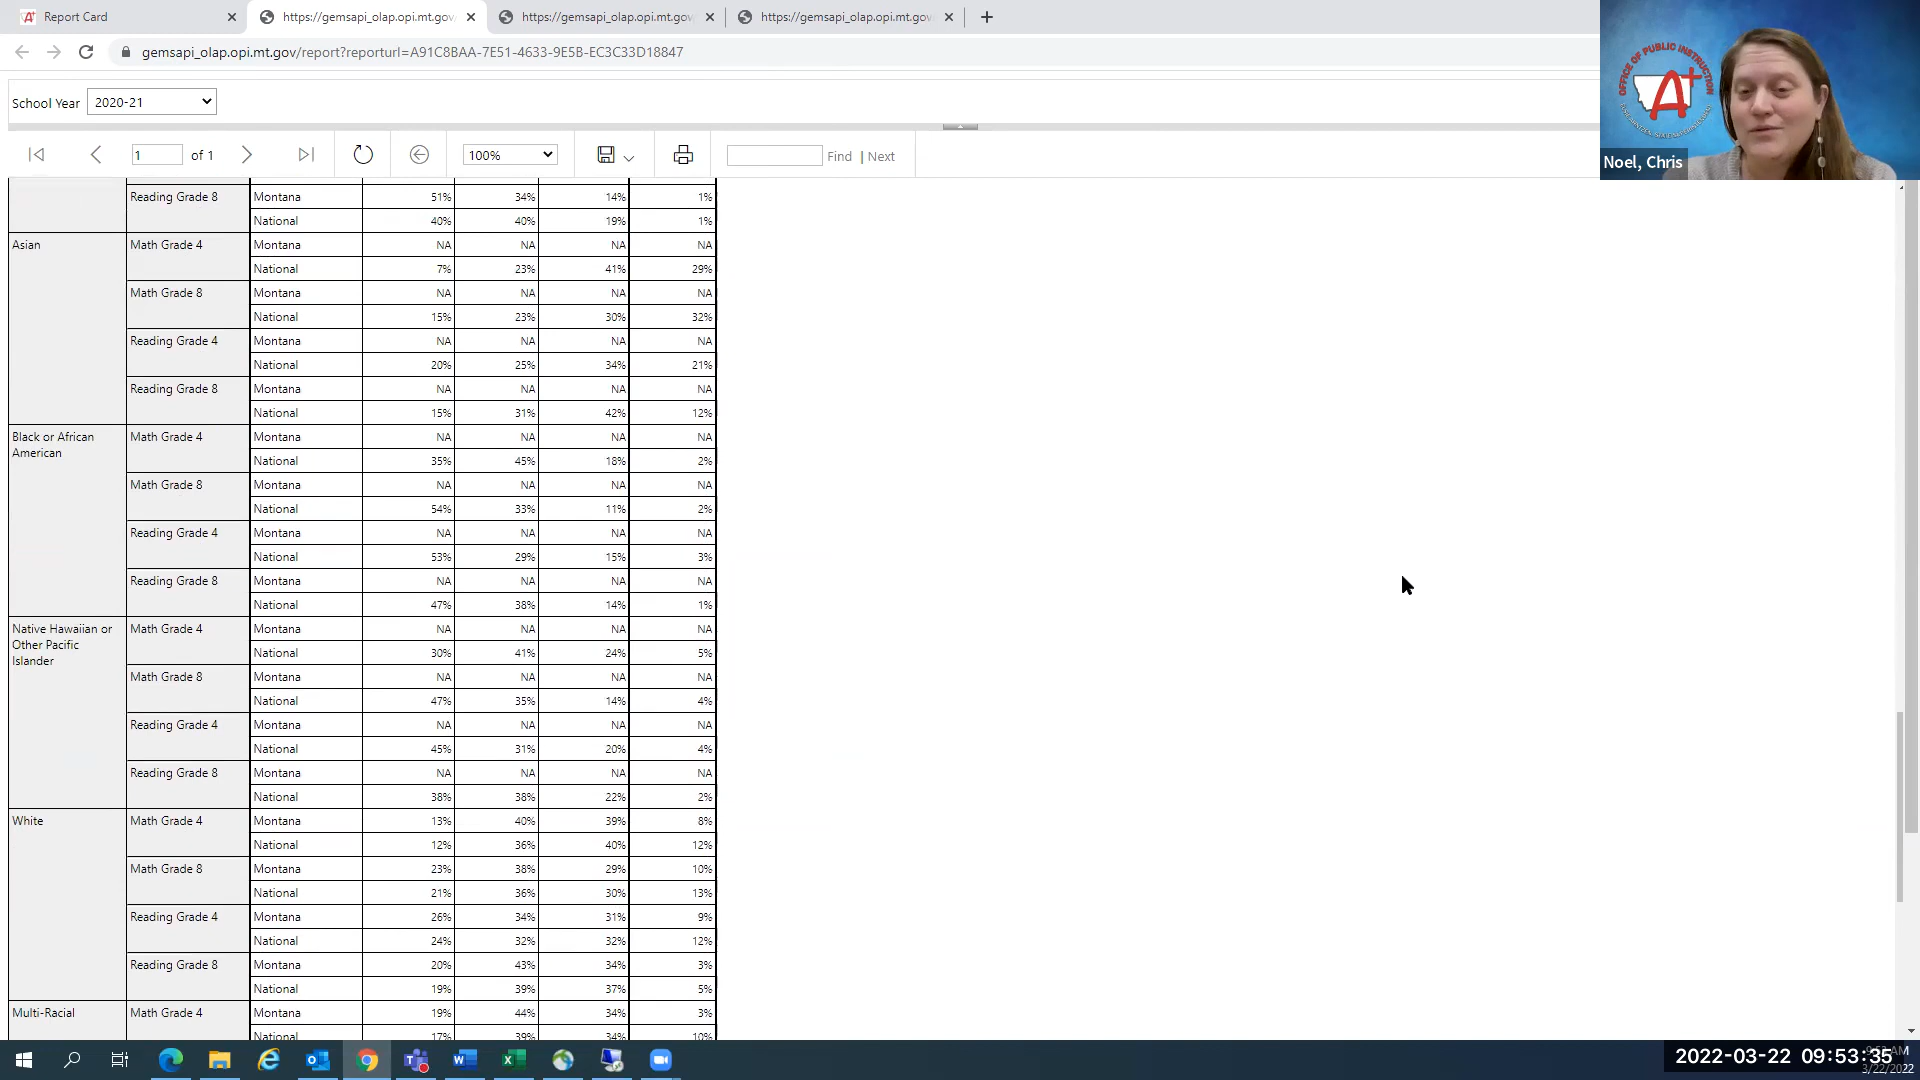 Report Card
https://gemsapi_olap.opi.mt.gov/
https://gemsapi_olap.opi.mt.gov
https://gemsapi_olap.opi.mt.gov
gemsapi_olap.opi.mt.gov/report?reporturl=A91C8BAA-7E51-4633-9E5B-EC3C33D18847
OFFICE OF PUBLIC INSTRUCTION
A+
Noel, Chris
School Year 2020-21
1 of 1 100% Find | Next
Reading Grade 8 Montana 51% 34% 14% 1%
National 40% 40% 19% 1%
Asian Math Grade 4 Montana NA NA NA NA
National 7% 23% 41% 29%
Math Grade 8 Montana NA NA NA NA
National 15% 23% 30% 32%
Reading Grade 4 Montana NA NA NA NA
National 20% 25% 34% 21%
Reading Grade 8 Montana NA NA NA NA
National 15% 31% 42% 12%
Black or African American Math Grade 4 Montana NA NA NA NA
National 35% 45% 18% 2%
Math Grade 8 Montana NA NA NA NA
National 54% 33% 11% 2%
Reading Grade 4 Montana NA NA NA NA
National 53% 29% 15% 3%
Reading Grade 8 Montana NA NA NA NA
National 47% 38% 14% 1%
Native Hawaiian or Other Pacific Islander Math Grade 4 Montana NA NA NA NA
National 30% 41% 24% 5%
Math Grade 8 Montana NA NA NA NA
National 47% 35% 14% 4%
Reading Grade 4 Montana NA NA NA NA
National 45% 31% 20% 4%
Reading Grade 8 Montana NA NA NA NA
National 38% 38% 22% 2%
White Math Grade 4 Montana 13% 40% 39% 8%
National 12% 36% 40% 12%
Math Grade 8 Montana 23% 38% 29% 10%
National 21% 36% 30% 13%
Reading Grade 4 Montana 26% 34% 31% 9%
National 24% 32% 32% 12%
Reading Grade 8 Montana 20% 43% 34% 3%
National 19% 39% 37% 5%
Multi-Racial Math Grade 4 Montana 19% 44% 34% 3%
National 17% 39% 34% 10%
2022-03-22 09:53:35
3/22/2022